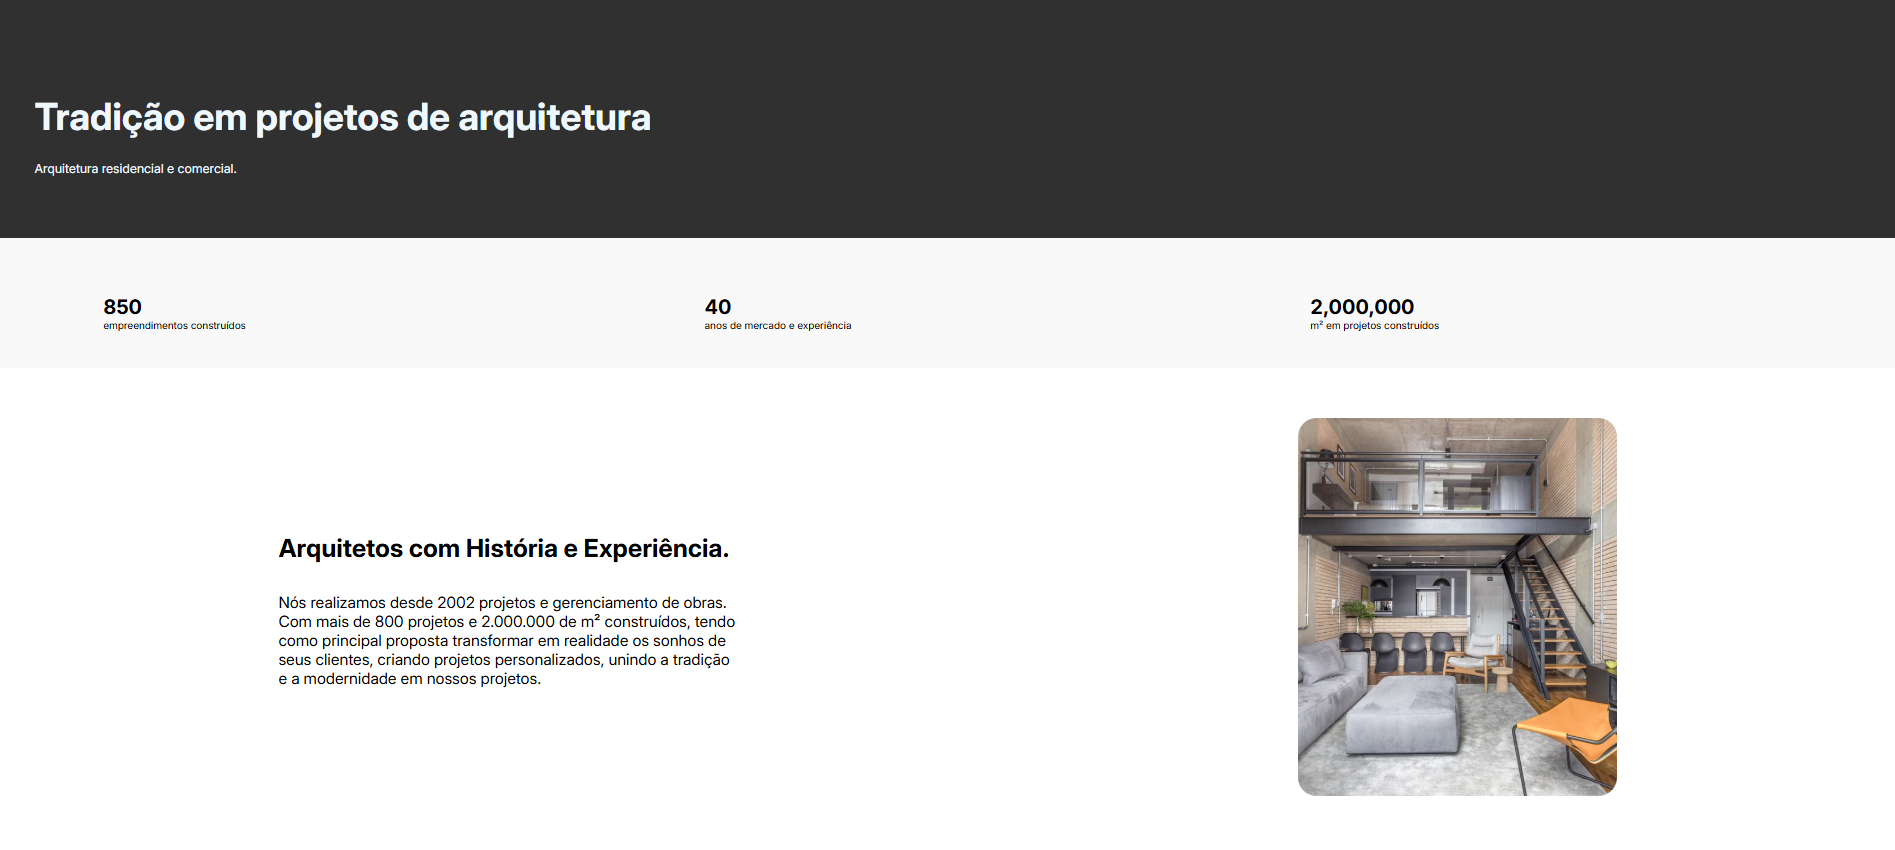 Tradição em projetos de arquitetura
Arquitetura residencial e comercial.
850
empreendimentos construídos
40
anos de mercado e experiência
2,000,000
m² em projetos construídos
Arquitetos com História e Experiência.
Nós realizamos desde 2002 projetos e gerenciamento de obras.
Com mais de 800 projetos e 2.000.000 de m² construídos, tendo
como principal proposta transformar em realidade os sonhos de
seus clientes, criando projetos personalizados, unindo a tradição
e a modernidade em nossos projetos.